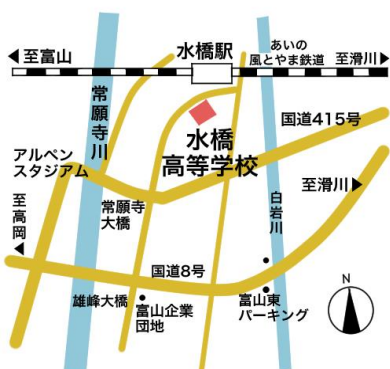 至富山
水橋駅
あいの
風とやま鉄道
至滑川
常願寺川
国道415号
水橋
高等学校
アルペン
スタジアム
至滑川
常願寺
大橋
白岩川
至高岡
国道8号
雄峰大橋
富山企業
団地
富山東
パーキング
N